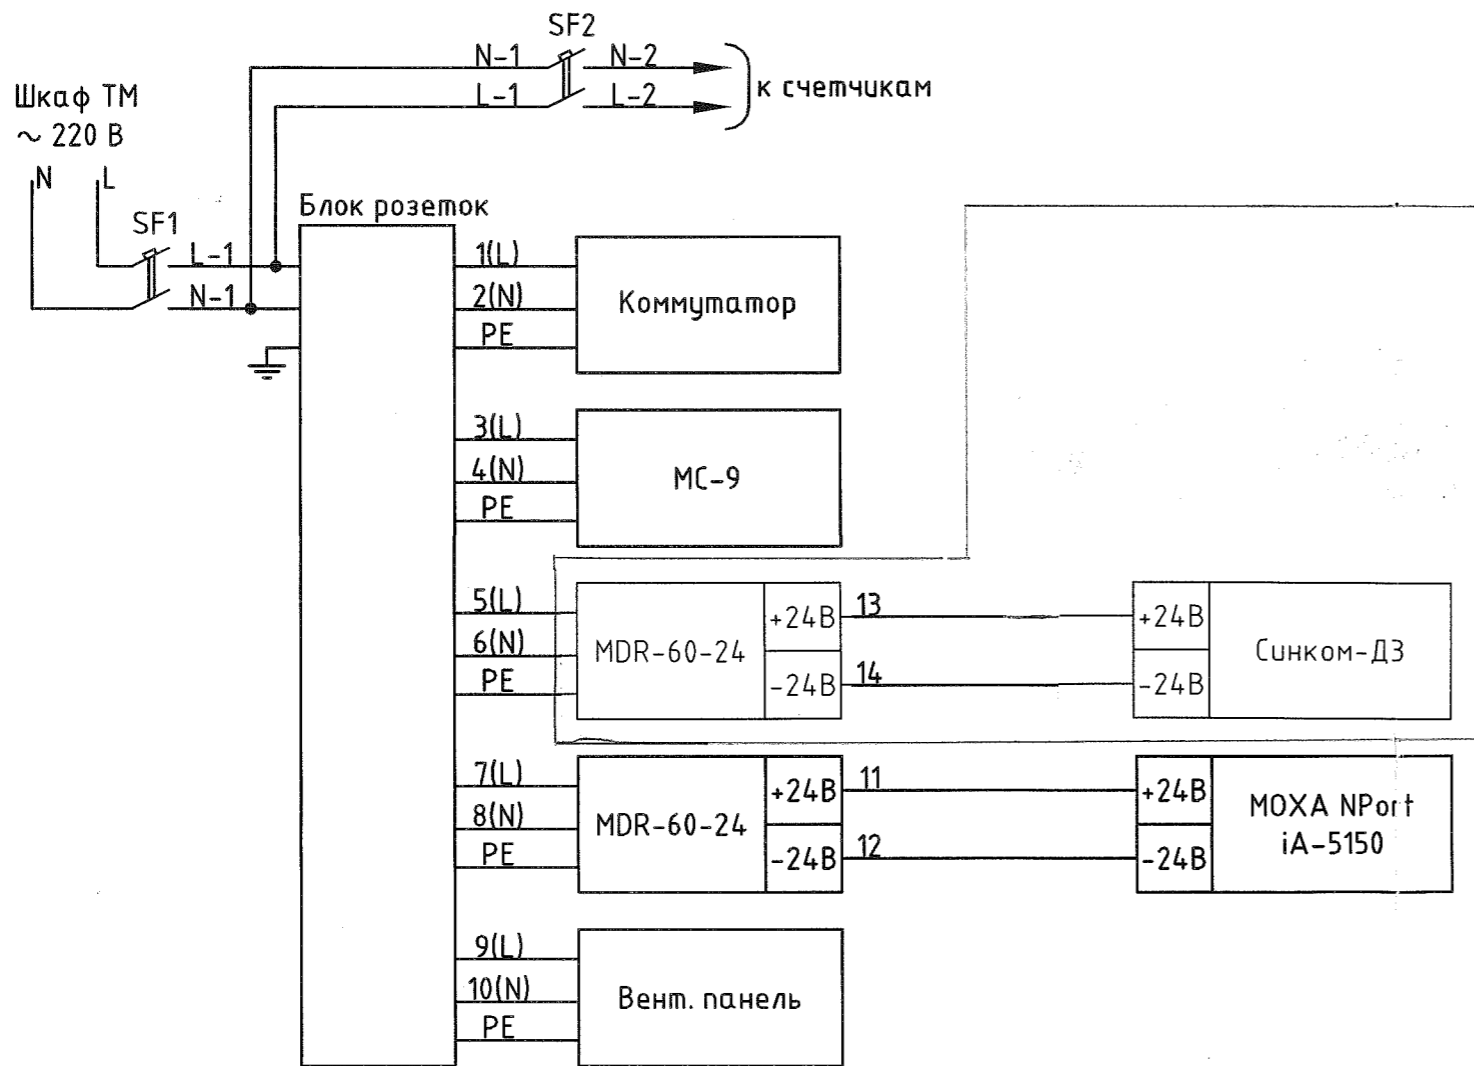 SF2
N-1
N-2
L-1
L-2
к счетчикам
Шкаф ТМ
~ 220 В
N
L
SF1
L-1
N-1
Блок розеток
1(L)
2(N)
PE
Коммутатор
3(L)
4(N)
PE
МС-9
5(L)
6(N)
PE
MDR-60-24
+24В
-24В
13
14
+24В
-24В
Синком-ДЗ
7(L)
8(N)
PE
MDR-60-24
+24В
-24В
11
12
+24В
-24В
MOXA NPort
iA-5150
9(L)
10(N)
PE
Вент. панель